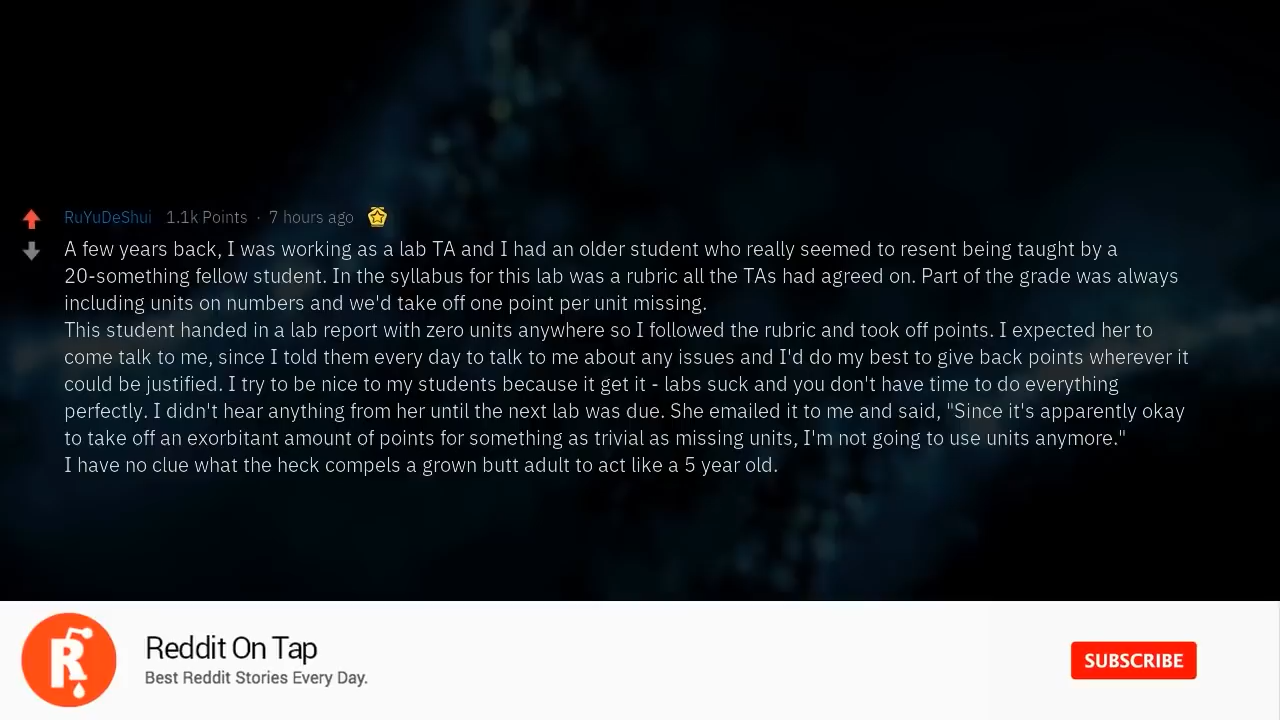 RuYuDeShui 1.1k Points · 7 hours ago
A few years back, I was working as a lab TA and I had an older student who really seemed to resent being taught by a
20-something fellow student. In the syllabus for this lab was a rubric all the TAs had agreed on. Part of the grade was always
including units on numbers and we'd take off one point per unit missing.
This student handed in a lab report with zero units anywhere so I followed the rubric and took off points. I expected her to
come talk to me, since I told them every day to talk to me about any issues and I'd do my best to give back points wherever it
could be justified. I try to be nice to my students because it get it - labs suck and you don't have time to do everything
perfectly. I didn't hear anything from her until the next lab was due. She emailed it to me and said, "Since it's apparently okay
to take off an exorbitant amount of points for something as trivial as missing units, I'm not going to use units anymore."
I have no clue what the heck compels a grown butt adult to act like a 5 year old.
Reddit On Tap
Best Reddit Stories Every Day.
SUBSCRIBE